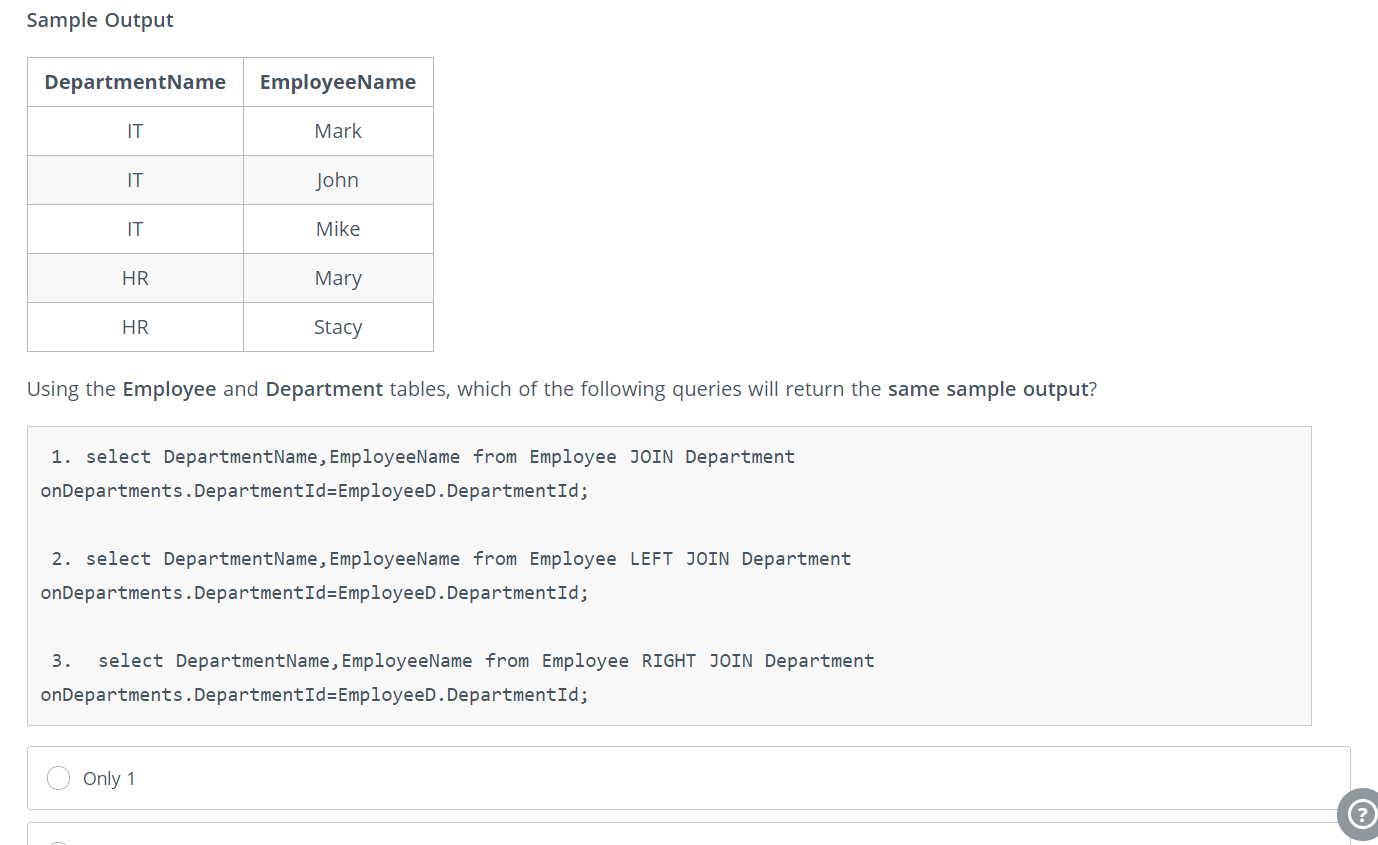 Sample Output
DepartmentName EmployeeName
IT Mark
IT John
IT Mike
HR Mary
HR Stacy
Using the Employee and Department tables, which of the following queries will return the same sample output?
1. select DepartmentName,EmployeeName from Employee JOIN Department
onDepartments.DepartmentId=EmployeeD.DepartmentId;
2. select DepartmentName,EmployeeName from Employee LEFT JOIN Department
onDepartments.DepartmentId=EmployeeD.DepartmentId;
3. select DepartmentName,EmployeeName from Employee RIGHT JOIN Department
onDepartments.DepartmentId=EmployeeD.DepartmentId;
Only 1
?